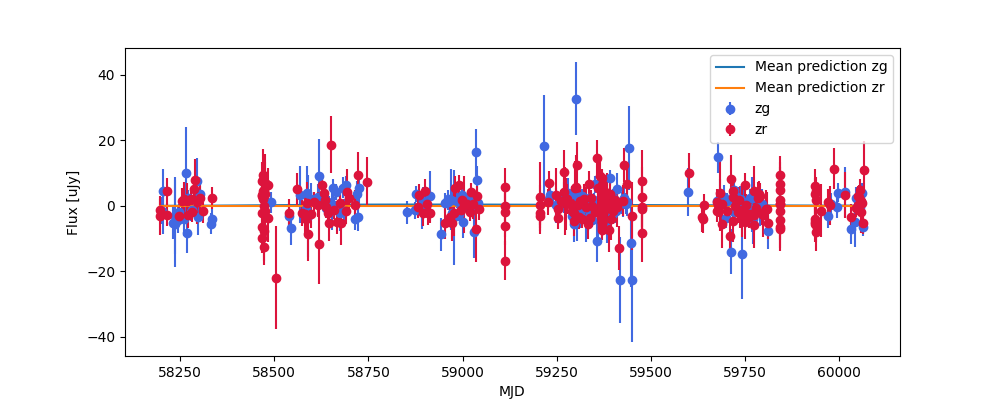 Flux [uJy]
40
20
0
−20
−40
58250
58500
58750
59000
59250
59500
59750
60000
MJD
Mean prediction zg
Mean prediction zr
zg
zr